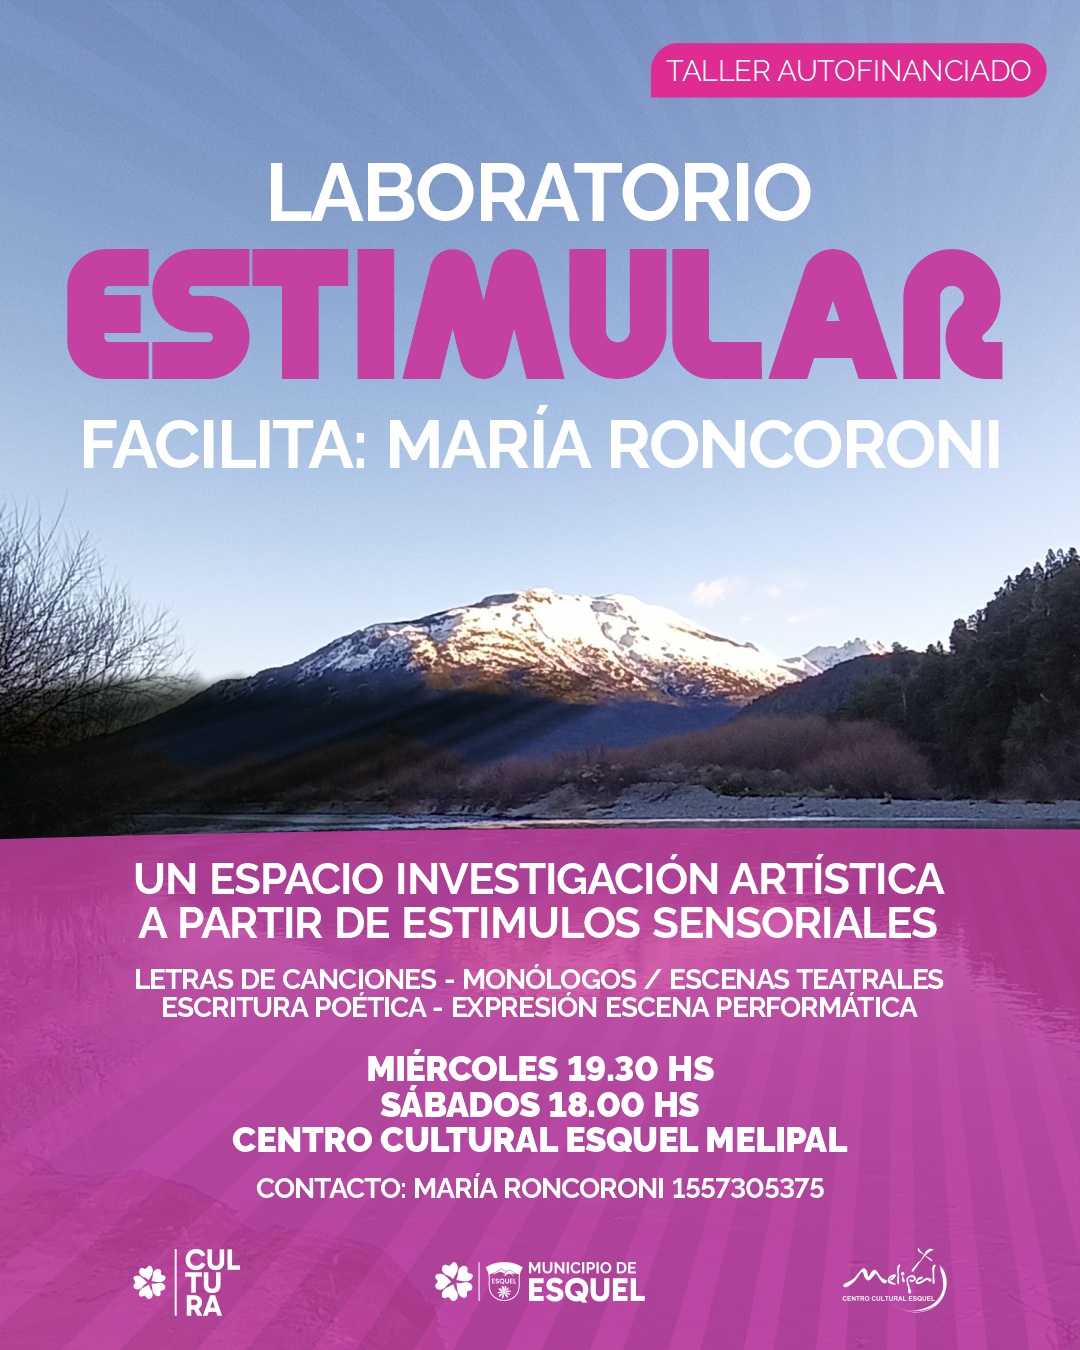 TALLER AUTOFINANCIADO
LABORATORIO
ESTIMULAR
FACILITA: MARÍA RONCORONI
UN ESPACIO INVESTIGACIÓN ARTÍSTICA
A PARTIR DE ESTIMULOS SENSORIALES
LETRAS DE CANCIONES - MONÓLOGOS / ESCENAS TEATRALES
ESCRITURA POÉTICA - EXPRESIÓN ESCENA PERFORMÁTICA
MIÉRCOLES 19.30 HS
SÁBADOS 18.00 HS
CENTRO CULTURAL ESQUEL MELIPAL
CONTACTO: MARÍA RONCORONI 1557305375
CUL
TU
RA
ESQUEL
MUNICIPIO DE
ESQUEL
Melipal
CENTRO CULTURAL ESQUEL